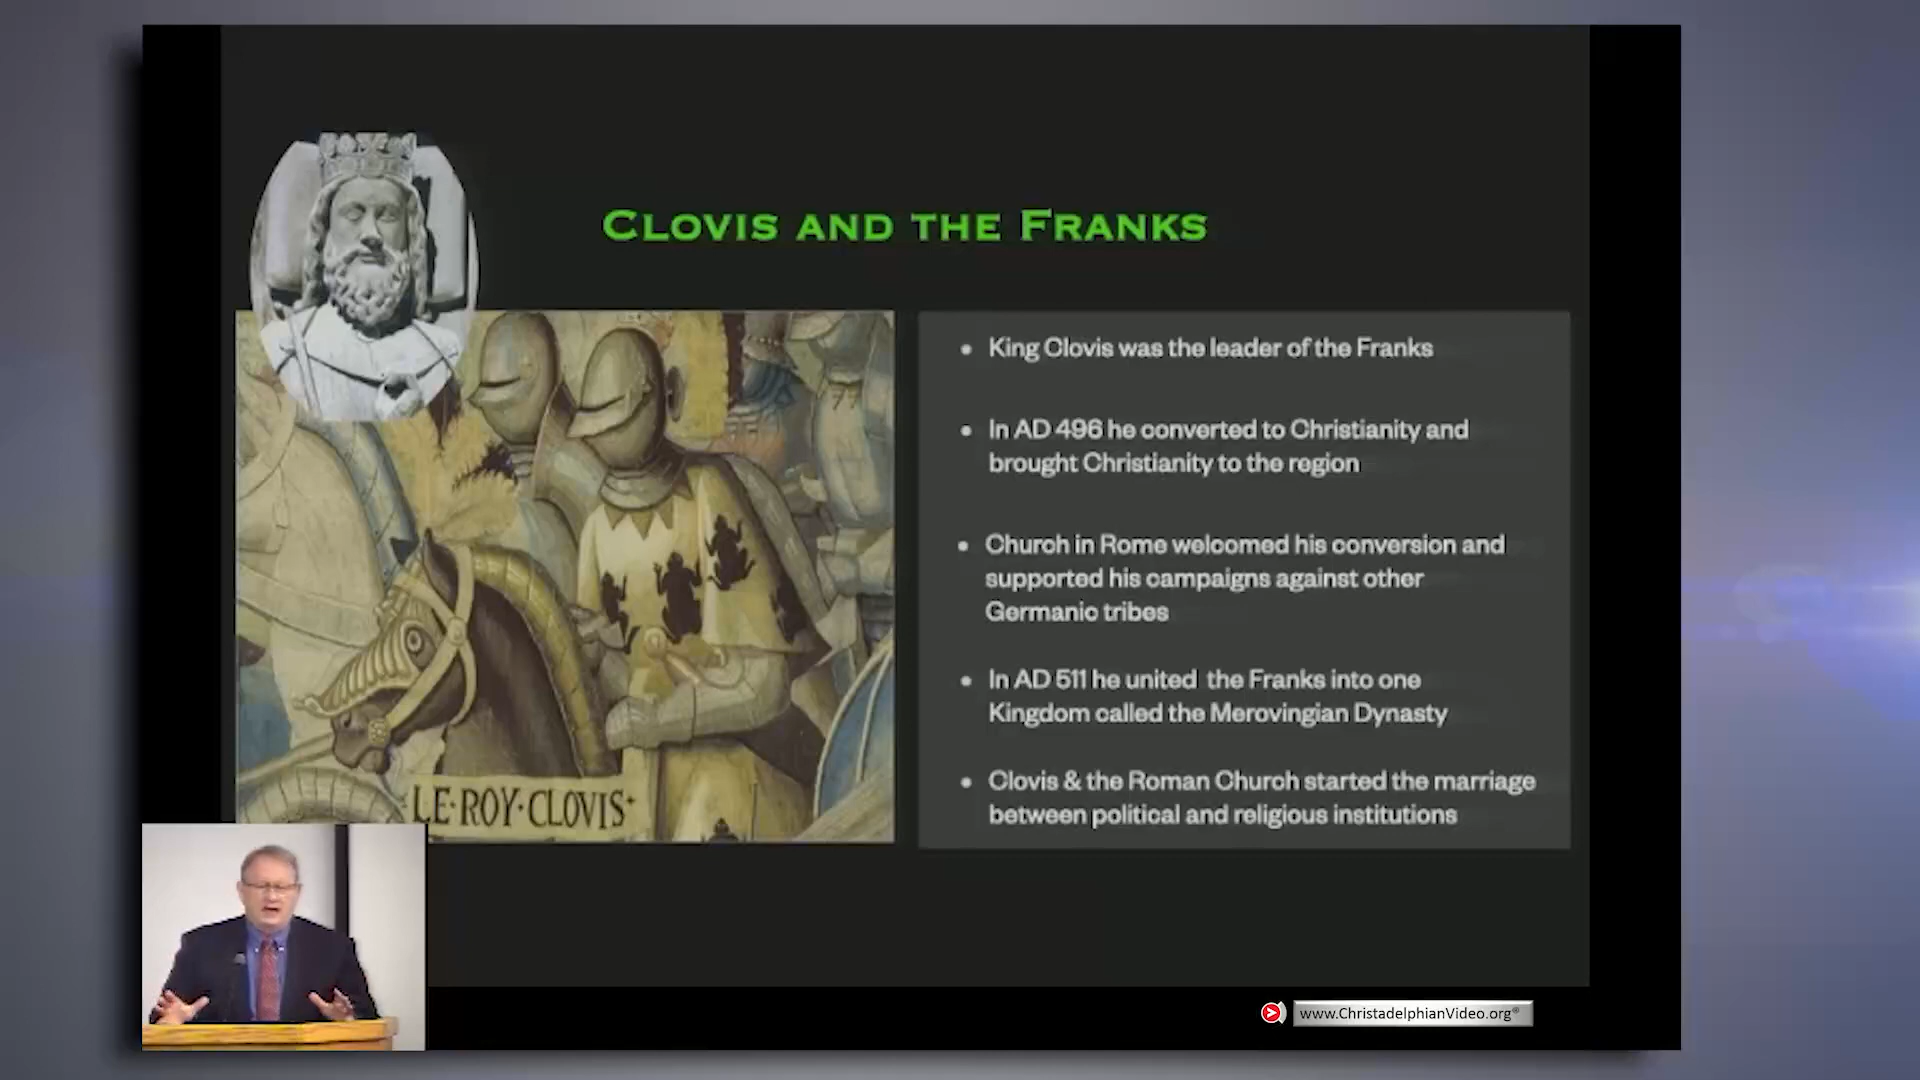 CLOVIS AND THE FRANKS
• King Clovis was the leader of the Franks
• In AD 496 he converted to Christianity and
brought Christianity to the region
• Church in Rome welcomed his conversion and
supported his campaigns against other
Germanic tribes
• In AD 511 he united the Franks into one
Kingdom called the Merovingian Dynasty
• Clovis & the Roman Church started the marriage
between political and religious institutions
LE·ROY·CLOVIS·
www.ChristadelphianVideo.org®